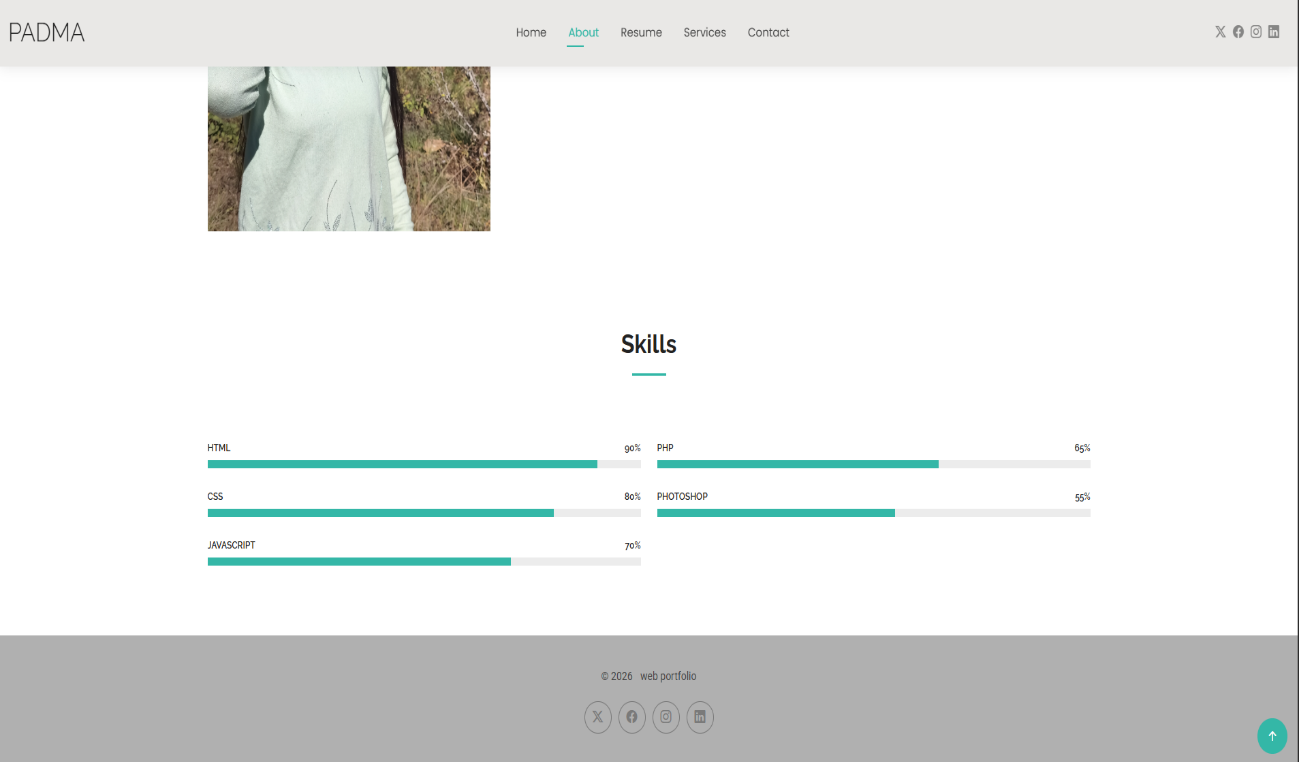 PADMA
Home About Resume Services Contact
Skills
HTML 90%
PHP 65%
CSS 80%
PHOTOSHOP 55%
JAVASCRIPT 70%
© 2026 web portfolio